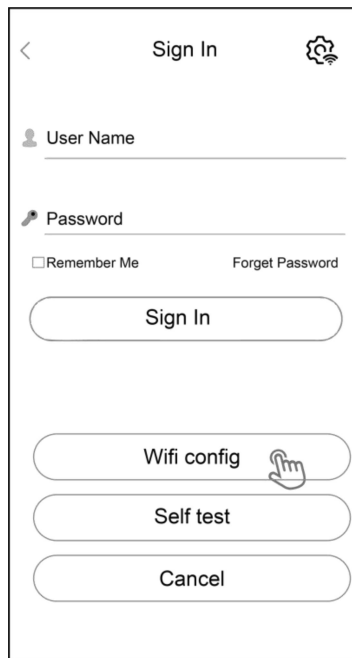 Sign In
User Name
Password
Remember Me Forget Password
Sign In
Wifi config
Self test
Cancel